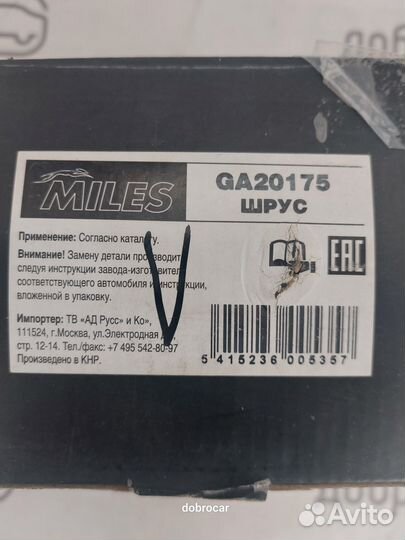 MILES
GA20175
ШРУС
Применение: Согласно каталогу.
Внимание! Замену детали производить
следуя инструкции завода-изготовителя
соответствующего автомобиля и инструкции,
вложенной в упаковку.
Импортер: ТВ «АД Русс» и Ко»,
111524, г.Москва, ул.Электродная
стр. 12-14. Тел./факс: +7 495 542-80-97
Произведено в КНР.
EAC
5 415236 005357
dobrocar
Avito